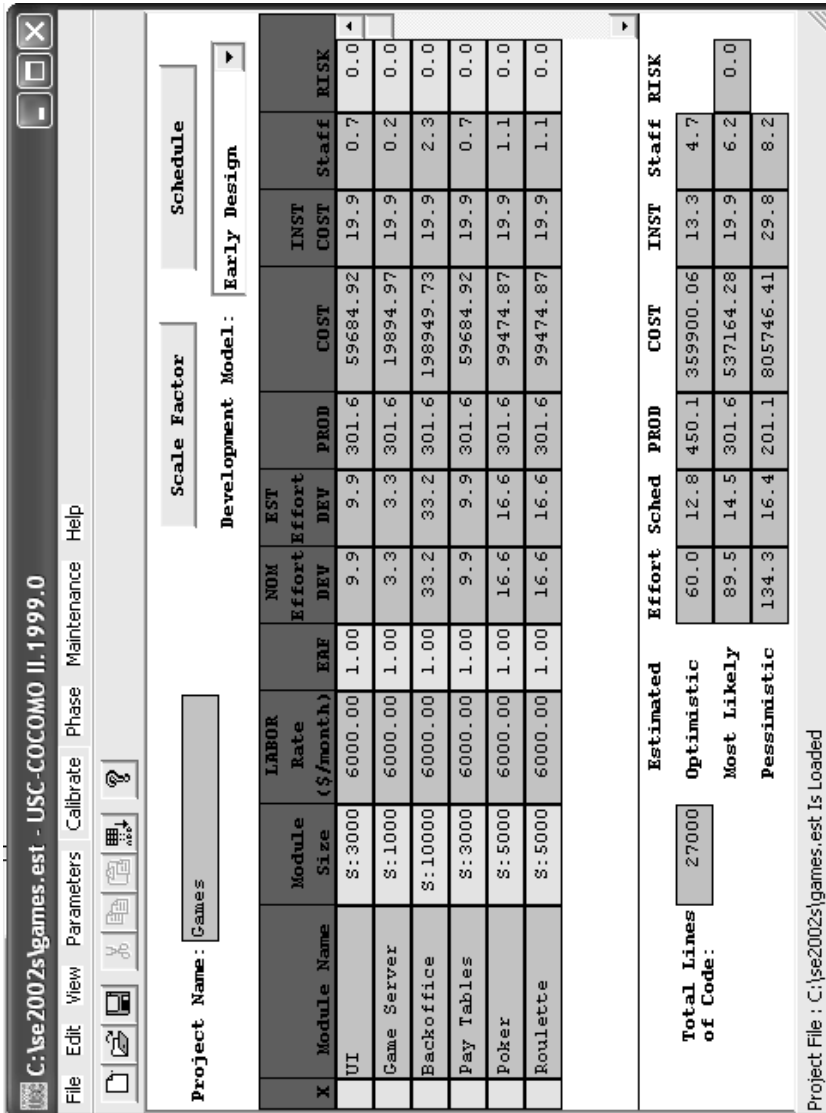 C:\se2002s\games.est - USC-COCOMO II.1999.0
File Edit View Parameters Calibrate Phase Maintenance Help
Project Name: Games
Scale Factor Schedule
Development Model: Early Design
X Module Name Module Size LABOR Rate ($/month) EAF NOM Effort DEV EST Effort DEV PROD COST INST COST Staff RISK
UI S:3000 6000.00 1.00 9.9 9.9 301.6 59684.92 19.9 0.7 0.0
Game Server S:1000 6000.00 1.00 3.3 3.3 301.6 19894.97 19.9 0.2 0.0
Backoffice S:10000 6000.00 1.00 33.2 33.2 301.6 198949.73 19.9 2.3 0.0
Pay Tables S:3000 6000.00 1.00 9.9 9.9 301.6 59684.92 19.9 0.7 0.0
Poker S:5000 6000.00 1.00 16.6 16.6 301.6 99474.87 19.9 1.1 0.0
Roulette S:5000 6000.00 1.00 16.6 16.6 301.6 99474.87 19.9 1.1 0.0
Total Lines of Code: 27000
Estimated Effort Sched PROD COST INST Staff RISK
Optimistic 60.0 12.8 450.1 359900.06 13.3 4.7
Most Likely 89.5 14.5 301.6 537164.28 19.9 6.2 0.0
Pessimistic 134.3 16.4 201.1 805746.41 29.8 8.2
Project File : C:\se2002s\games.est Is Loaded